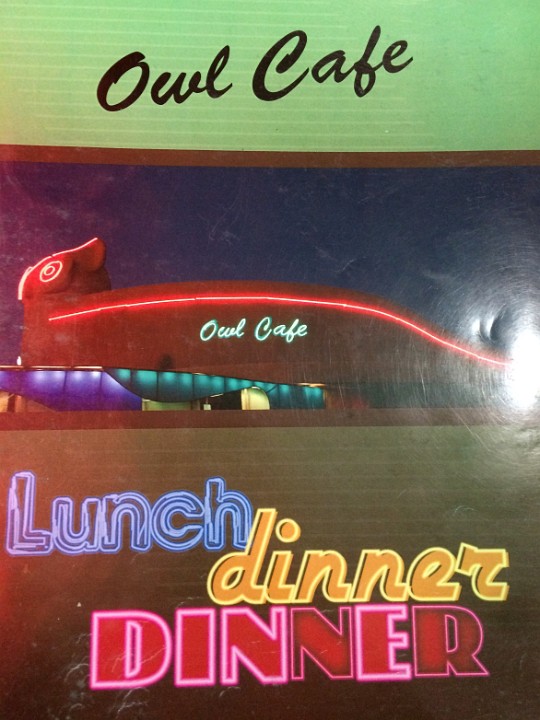 Owl Cafe
Owl Cafe
Lunch
dinner
DINNER